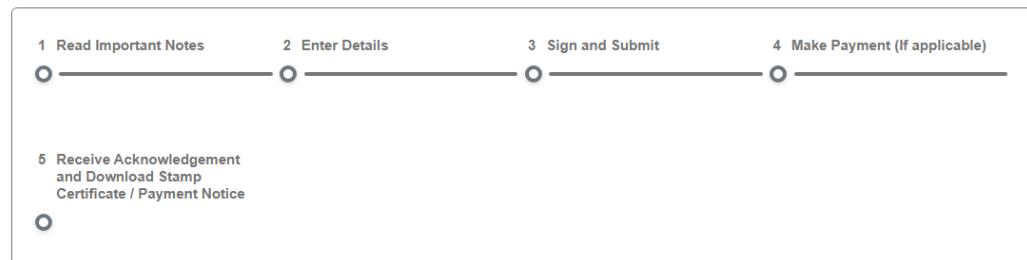 1 Read Important Notes
2 Enter Details
3 Sign and Submit
4 Make Payment (If applicable)
5 Receive Acknowledgement
and Download Stamp
Certificate / Payment Notice